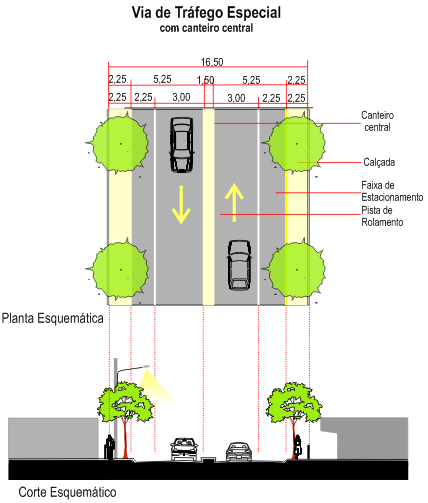 Via de Tráfego Especial
com canteiro central
16,50
2,25 5,25 1,50 5,25 2,25
2,25 2,25 3,00 3,00 2,25 2,25
Canteiro
central
Calçada
Faixa de
Estacionamento
Pista de
Rolamento
Planta Esquemática
Corte Esquemático